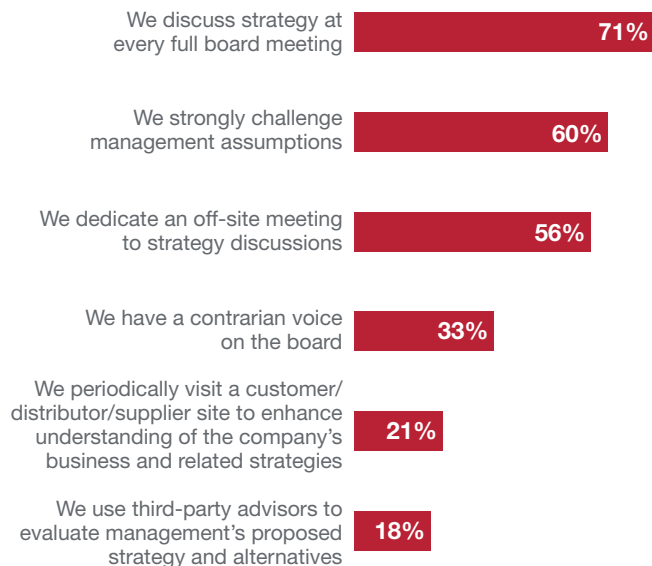 We discuss strategy at
every full board meeting
71%
We strongly challenge
management assumptions
60%
We dedicate an off-site meeting
to strategy discussions
56%
We have a contrarian voice
on the board
33%
We periodically visit a customer/
distributor/supplier site to enhance
understanding of the company’s
business and related strategies
21%
We use third-party advisors to
evaluate management’s proposed
strategy and alternatives
18%